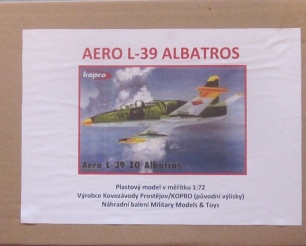 AERO L-39 ALBATROS
kopro
Aero L-39 ZO Albatros
Plastový model v měřítku 1:72
Výrobce Kovozávody Prostějov/KOPRO (původní výlisky)
Náhradní balení Military Models & Toys